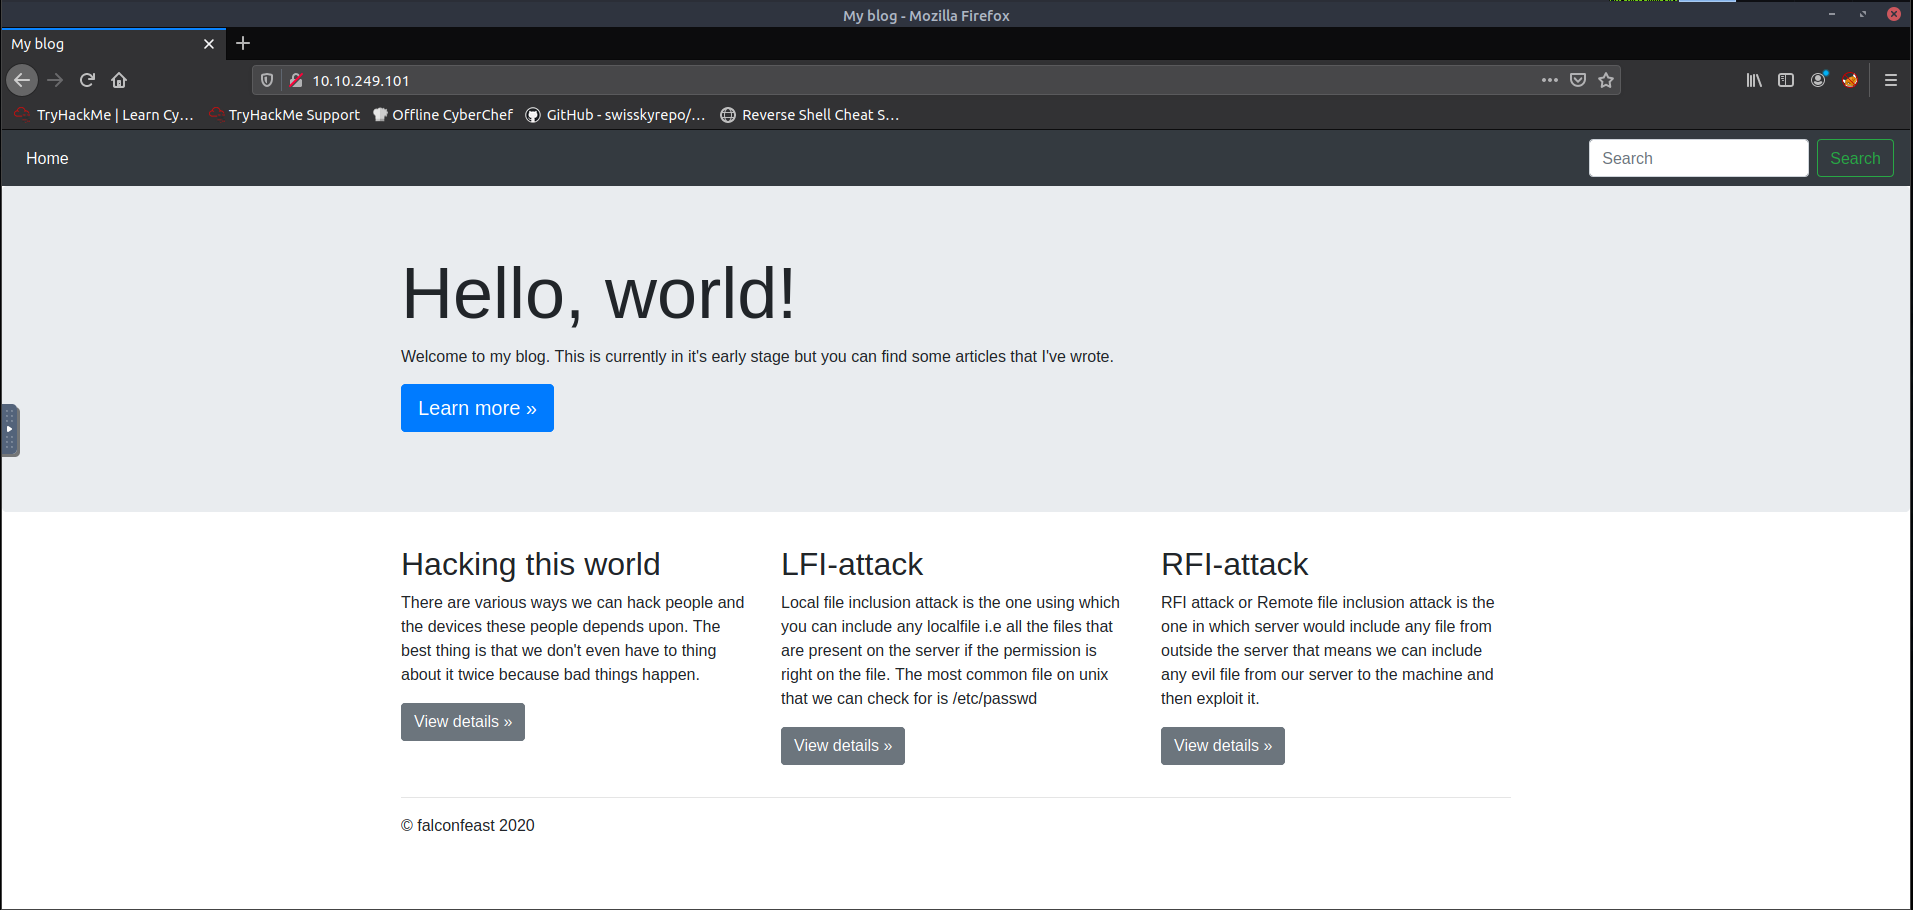 My blog - Mozilla Firefox
My blog
10.10.249.101
TryHackMe | Learn Cy… TryHackMe Support Offline CyberChef GitHub - swisskyrepo/… Reverse Shell Cheat S…
Home Search Search
Hello, world!
Welcome to my blog. This is currently in it's early stage but you can find some articles that I've wrote.
Learn more »
Hacking this world
There are various ways we can hack people and
the devices these people depends upon. The
best thing is that we don't even have to thing
about it twice because bad things happen.
View details »
LFI-attack
Local file inclusion attack is the one using which
you can include any localfile i.e all the files that
are present on the server if the permission is
right on the file. The most common file on unix
that we can check for is /etc/passwd
View details »
RFI-attack
RFI attack or Remote file inclusion attack is the
one in which server would include any file from
outside the server that means we can include
any evil file from our server to the machine and
then exploit it.
View details »
© falconfeast 2020